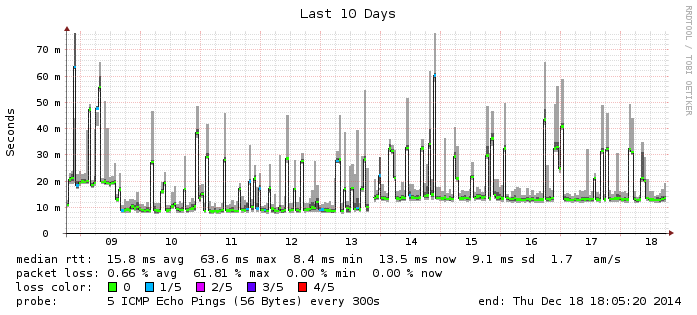 Last 10 Days
RRDTOOL / TOBI OETIKER
Seconds
70 m
60 m
50 m
40 m
30 m
20 m
10 m
0
09 10 11 12 13 14 15 16 17 18
median rtt: 15.8 ms avg 63.6 ms max 8.4 ms min 13.5 ms now 9.1 ms sd 1.7 am/s
packet loss: 0.66 % avg 61.81 % max 0.00 % min 0.00 % now
loss color: 0 1/5 2/5 3/5 4/5
probe: 5 ICMP Echo Pings (56 Bytes) every 300s end: Thu Dec 18 18:05:20 2014